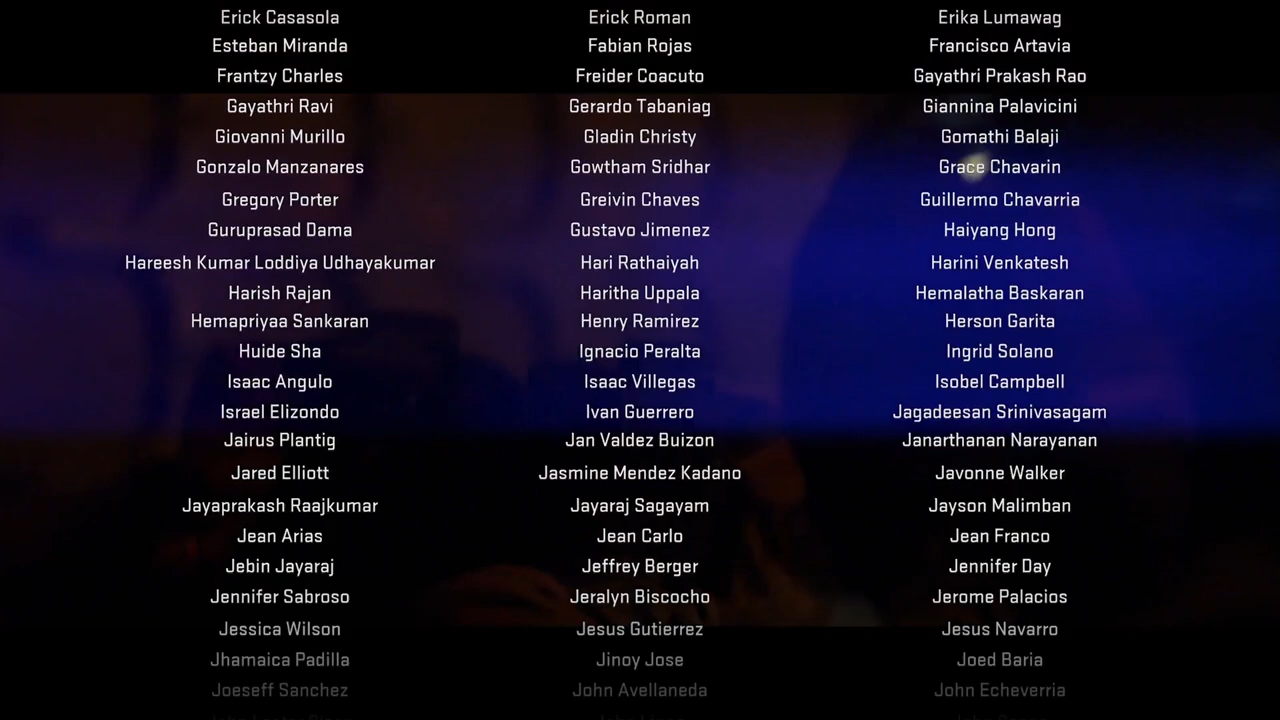 Erick Casasola Erick Roman Erika Lumawag
Esteban Miranda Fabian Rojas Francisco Artavia
Frantzy Charles Freider Coacuto Gayathri Prakash Rao
Gayathri Ravi Gerardo Tabaniag Giannina Palavicini
Giovanni Murillo Gladin Christy Gomathi Balaji
Gonzalo Manzanares Gowtham Sridhar Grace Chavarin
Gregory Porter Greivin Chaves Guillermo Chavarria
Guruprasad Dama Gustavo Jimenez Haiyang Hong
Hareesh Kumar Loddiya Udhayakumar Hari Rathaiyah Harini Venkatesh
Harish Rajan Haritha Uppala Hemalatha Baskaran
Hemapriyaa Sankaran Henry Ramirez Herson Garita
Huide Sha Ignacio Peralta Ingrid Solano
Isaac Angulo Isaac Villegas Isobel Campbell
Israel Elizondo Ivan Guerrero Jagadeesan Srinivasagam
Jairus Plantig Jan Valdez Buizon Janarthanan Narayanan
Jared Elliott Jasmine Mendez Kadano Javonne Walker
Jayaprakash Raajkumar Jayaraj Sagayam Jayson Malimban
Jean Arias Jean Carlo Jean Franco
Jebin Jayaraj Jeffrey Berger Jennifer Day
Jennifer Sabroso Jeralyn Biscocho Jerome Palacios
Jessica Wilson Jesus Gutierrez Jesus Navarro
Jhamaica Padilla Jinoy Jose Joed Baria
Joeseff Sanchez John Avellaneda John Echeverria